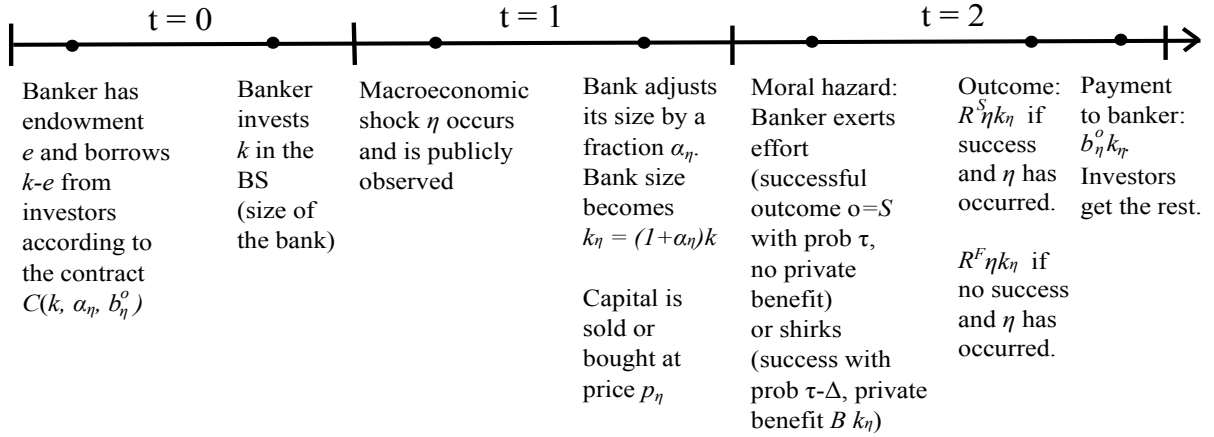 t = 0
t = 1
t = 2
Banker has
endowment
e and borrows
k-e from
investors
according to
the contract
C(k, αη, bηᵒ)
Banker
invests
k in the
BS
(size of
the bank)
Macroeconomic
shock η occurs
and is publicly
observed
Bank adjusts
its size by a
fraction αη.
Bank size
becomes
kη = (1+αη)k
Capital is
sold or
bought at
price pη
Moral hazard:
Banker exerts
effort
(successful
outcome o=S
with prob τ,
no private
benefit)
or shirks
(success with
prob τ-Δ, private
benefit B kη)
Outcome:
Rˢηkη if
success
and η has
occurred.
Rᶠηkη if
no success
and η has
occurred.
Payment
to banker:
bηᵒkη.
Investors
get the rest.